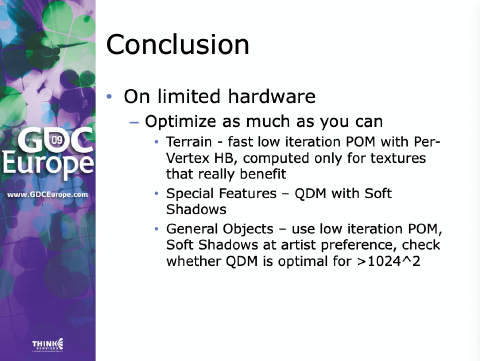 Conclusion
• On limited hardware
– Optimize as much as you can
• Terrain - fast low iteration POM with Per-
Vertex HB, computed only for textures
that really benefit
• Special Features – QDM with Soft
Shadows
• General Objects – use low iteration POM,
Soft Shadows at artist preference, check
whether QDM is optimal for >1024^2
GDC
09
Europe
www.GDCEurope.com
THINK
SERVICES